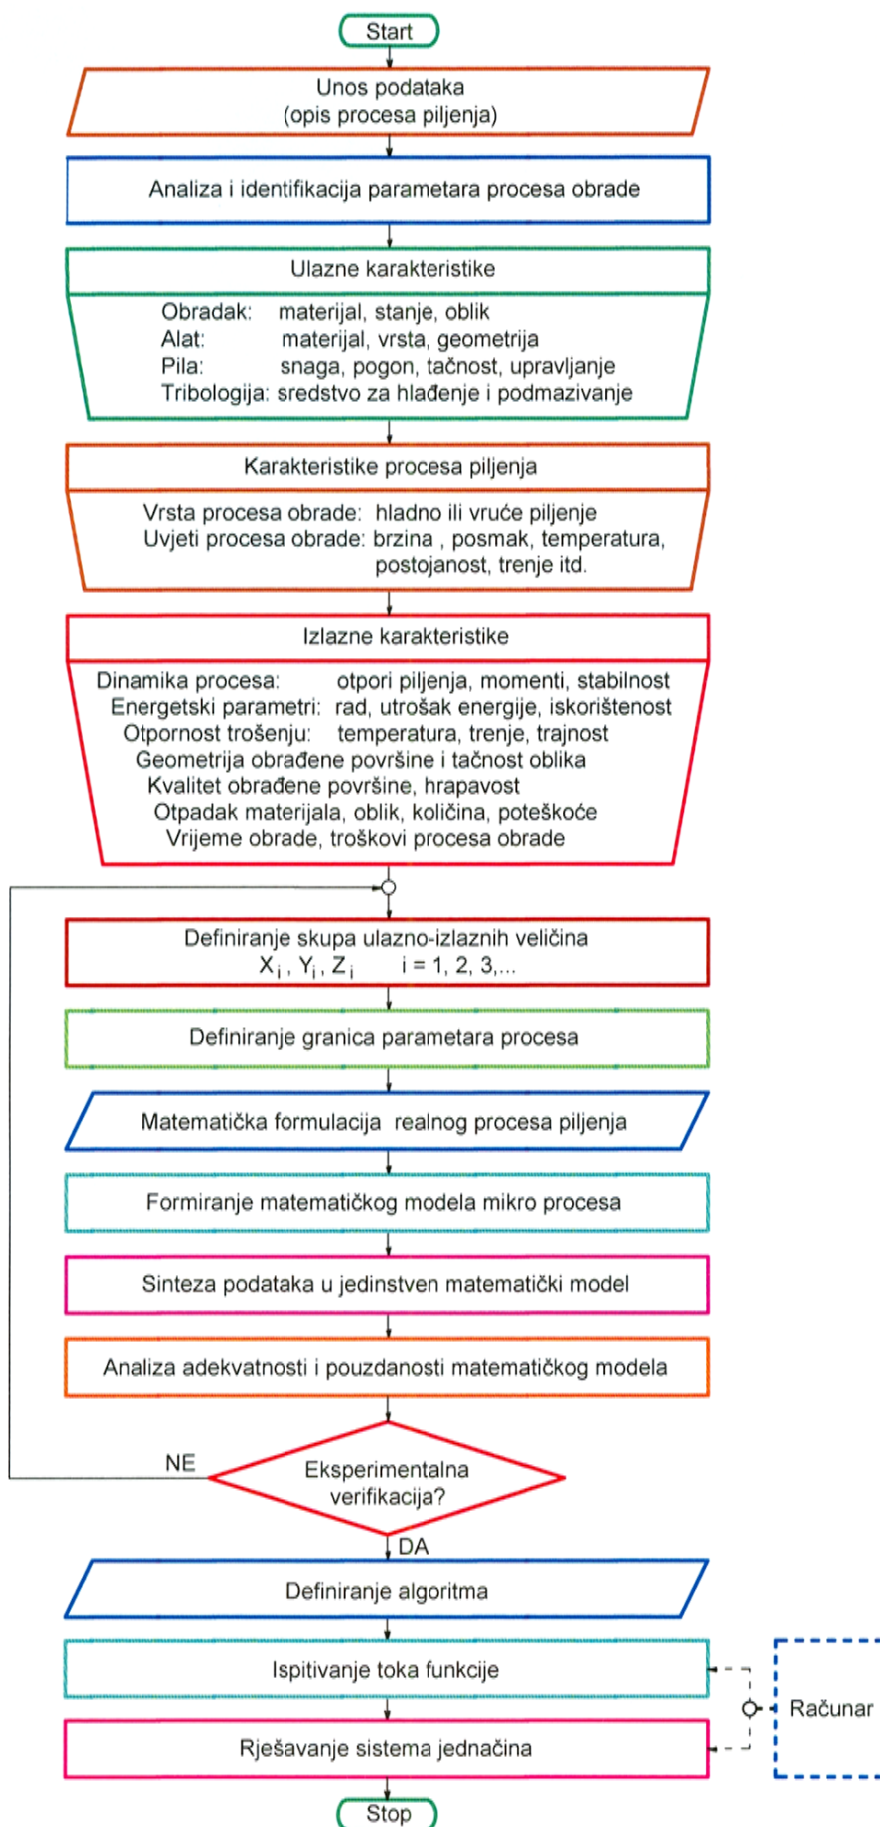 Start
Unos podataka
(opis procesa piljenja)
Analiza i identifikacija parametara procesa obrade
Ulazne karakteristike
Obradak: materijal, stanje, oblik
Alat: materijal, vrsta, geometrija
Pila: snaga, pogon, tačnost, upravljanje
Tribologija: sredstvo za hlađenje i podmazivanje
Karakteristike procesa piljenja
Vrsta procesa obrade: hladno ili vruće piljenje
Uvjeti procesa obrade: brzina , posmak, temperatura,
postojanost, trenje itd.
Izlazne karakteristike
Dinamika procesa: otpori piljenja, momenti, stabilnost
Energetski parametri: rad, utrošak energije, iskorištenost
Otpornost trošenju: temperatura, trenje, trajnost
Geometrija obrađene površine i tačnost oblika
Kvalitet obrađene površine, hrapavost
Otpadak materijala, oblik, količina, poteškoće
Vrijeme obrade, troškovi procesa obrade
Definiranje skupa ulazno-izlaznih veličina
X i , Y i , Z i i = 1, 2, 3,...
Definiranje granica parametara procesa
Matematička formulacija realnog procesa piljenja
Formiranje matematičkog modela mikro procesa
Sinteza podataka u jedinstven matematički model
Analiza adekvatnosti i pouzdanosti matematičkog modela
NE
Eksperimentalna
verifikacija?
DA
Definiranje algoritma
Ispitivanje toka funkcije
Računar
Rješavanje sistema jednačina
Stop